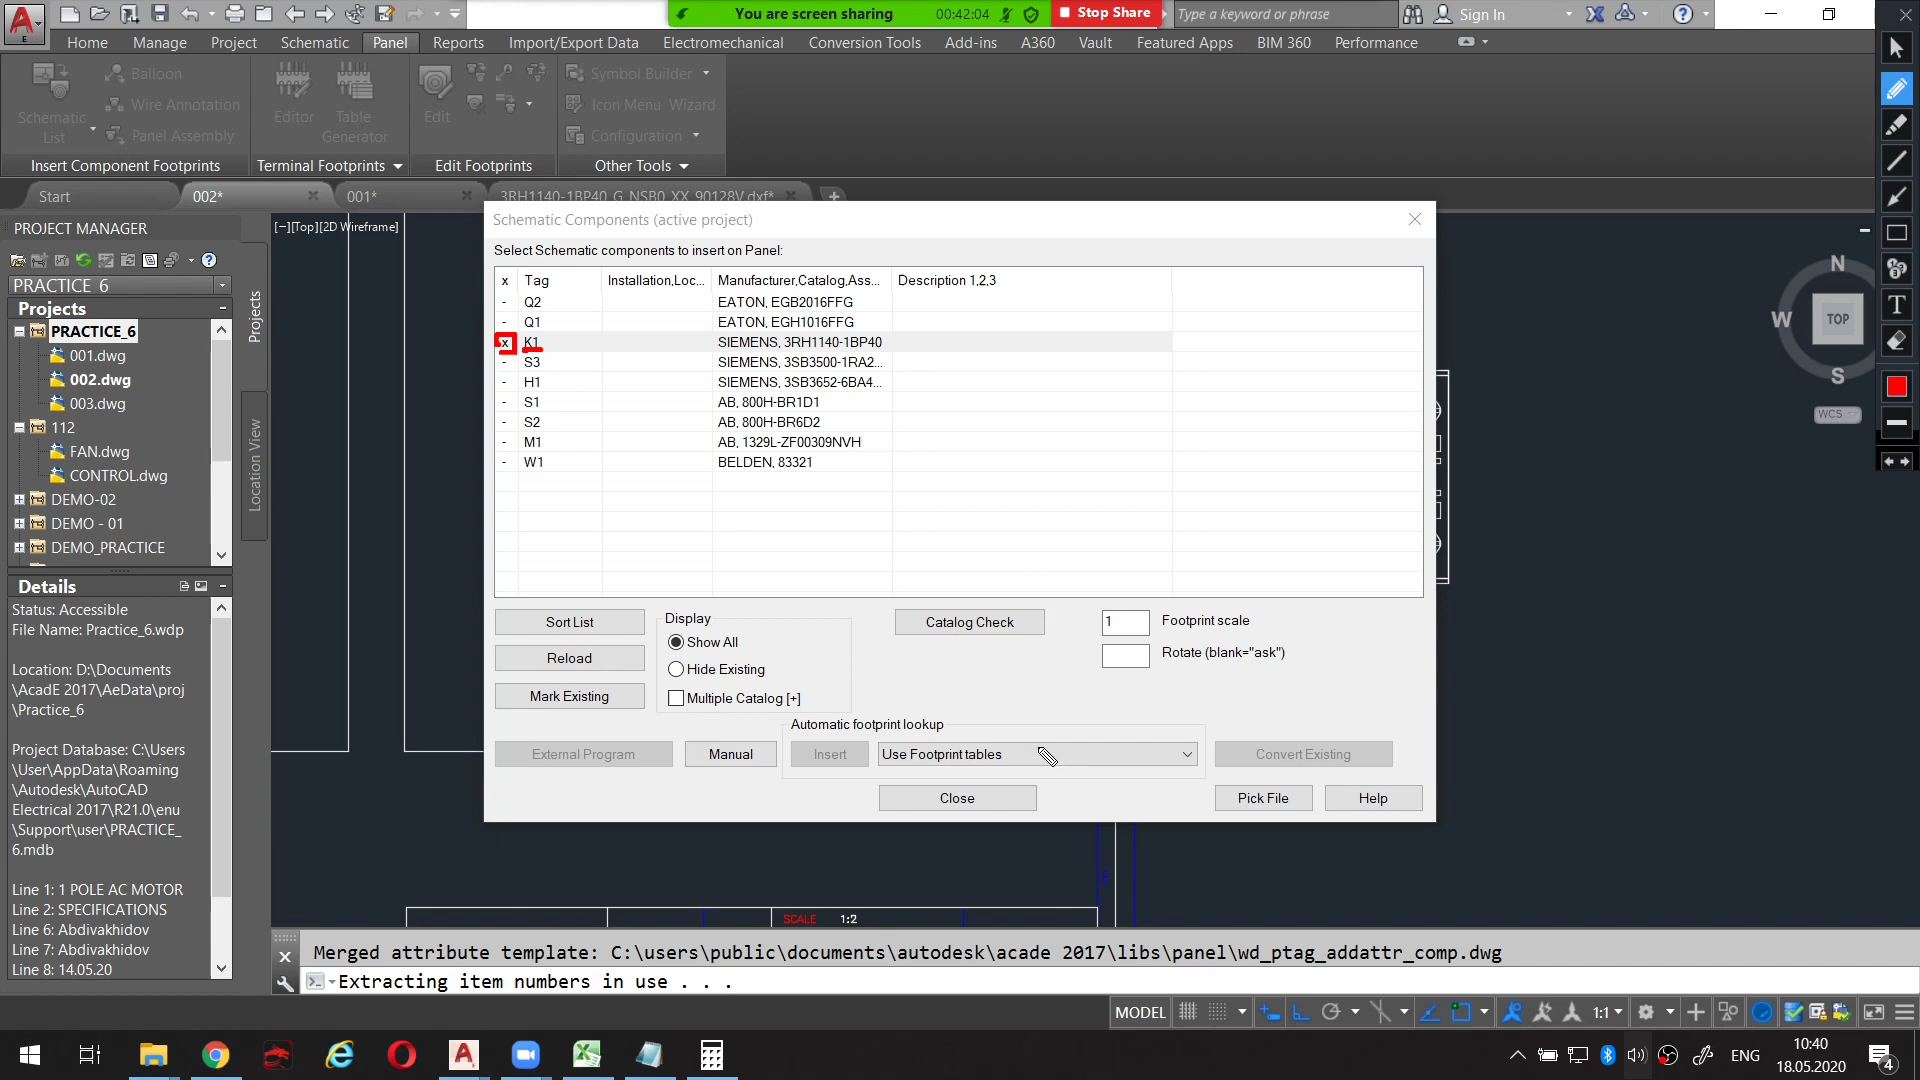 You are screen sharing
00:42:04
Stop Share
Type a keyword or phrase
Sign In
Home
Manage
Project
Schematic
Panel
Reports
Import/Export Data
Electromechanical
Conversion Tools
Add-ins
A360
Vault
Featured Apps
BIM 360
Performance
Schematic
List
Balloon
Wire Annotation
Panel Assembly
Editor
Table
Generator
Edit
Symbol Builder
Icon Menu Wizard
Configuration
Insert Component Footprints
Terminal Footprints
Edit Footprints
Other Tools
Start
002*
001*
3RH1140-1BP40_G_NSB0_XX_90128V.dxf*
PROJECT MANAGER
PRACTICE_6
Projects
PRACTICE_6
001.dwg
002.dwg
003.dwg
112
FAN.dwg
CONTROL.dwg
DEMO-02
DEMO - 01
DEMO_PRACTICE
Projects
Location View
Details
Status: Accessible
File Name: Practice_6.wdp
Location: D:\Documents
\AcadE 2017\AeData\proj
\Practice_6
Project Database: C:\Users
\User\AppData\Roaming
\Autodesk\AutoCAD
Electrical 2017\R21.0\enu
\Support\user\PRACTICE_
6.mdb
Line 1: 1 POLE AC MOTOR
Line 2: SPECIFICATIONS
Line 6: Abdivakhidov
Line 7: Abdivakhidov
Line 8: 14.05.20
[−][Top][2D Wireframe]
Schematic Components (active project)
Select Schematic components to insert on Panel:
x Tag Installation,Loc... Manufacturer,Catalog,Ass... Description 1,2,3
- Q2 EATON, EGB2016FFG
- Q1 EATON, EGH1016FFG
x K1 SIEMENS, 3RH1140-1BP40
- S3 SIEMENS, 3SB3500-1RA2...
- H1 SIEMENS, 3SB3652-6BA4...
- S1 AB, 800H-BR1D1
- S2 AB, 800H-BR6D2
- M1 AB, 1329L-ZF00309NVH
- W1 BELDEN, 83321
Sort List
Reload
Mark Existing
Display
Show All
Hide Existing
Multiple Catalog [+]
Catalog Check
1 Footprint scale
Rotate (blank="ask")
Automatic footprint lookup
External Program
Manual
Insert
Use Footprint tables
Convert Existing
Close
Pick File
Help
N
W
TOP
S
WCS
SCALE 1:2
Merged attribute template: C:\users\public\documents\autodesk\acade 2017\libs\panel\wd_ptag_addattr_comp.dwg
Extracting item numbers in use . . .
MODEL
1:1
ENG
10:40
18.05.2020
4